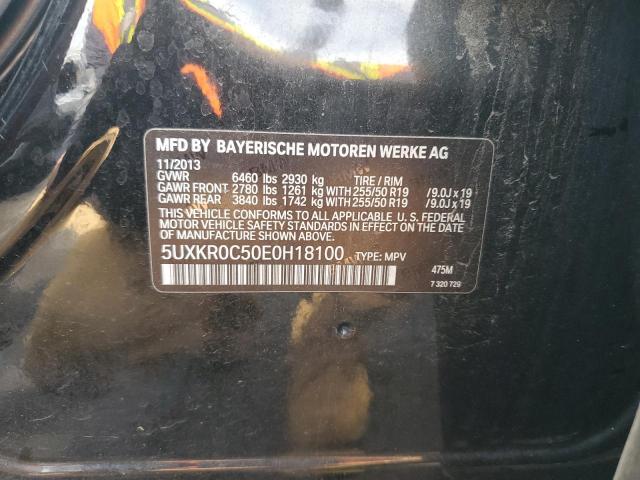 MFD BY BAYERISCHE MOTOREN WERKE AG
11/2013
GVWR 6460 lbs 2930 kg TIRE / RIM
GAWR FRONT 2780 lbs 1261 kg WITH 255/50 R19 /9.0J x 19
GAWR REAR 3840 lbs 1742 kg WITH 255/50 R19 /9.0J x 19
THIS VEHICLE CONFORMS TO ALL APPLICABLE U. S. FEDERAL
MOTOR VEHICLE SAFETY STANDARDS IN EFFECT ON THE DATE
OF MANUFACTURE SHOWN ABOVE.
5UXKR0C50E0H18100 TYPE: MPV
475M
7 320 729